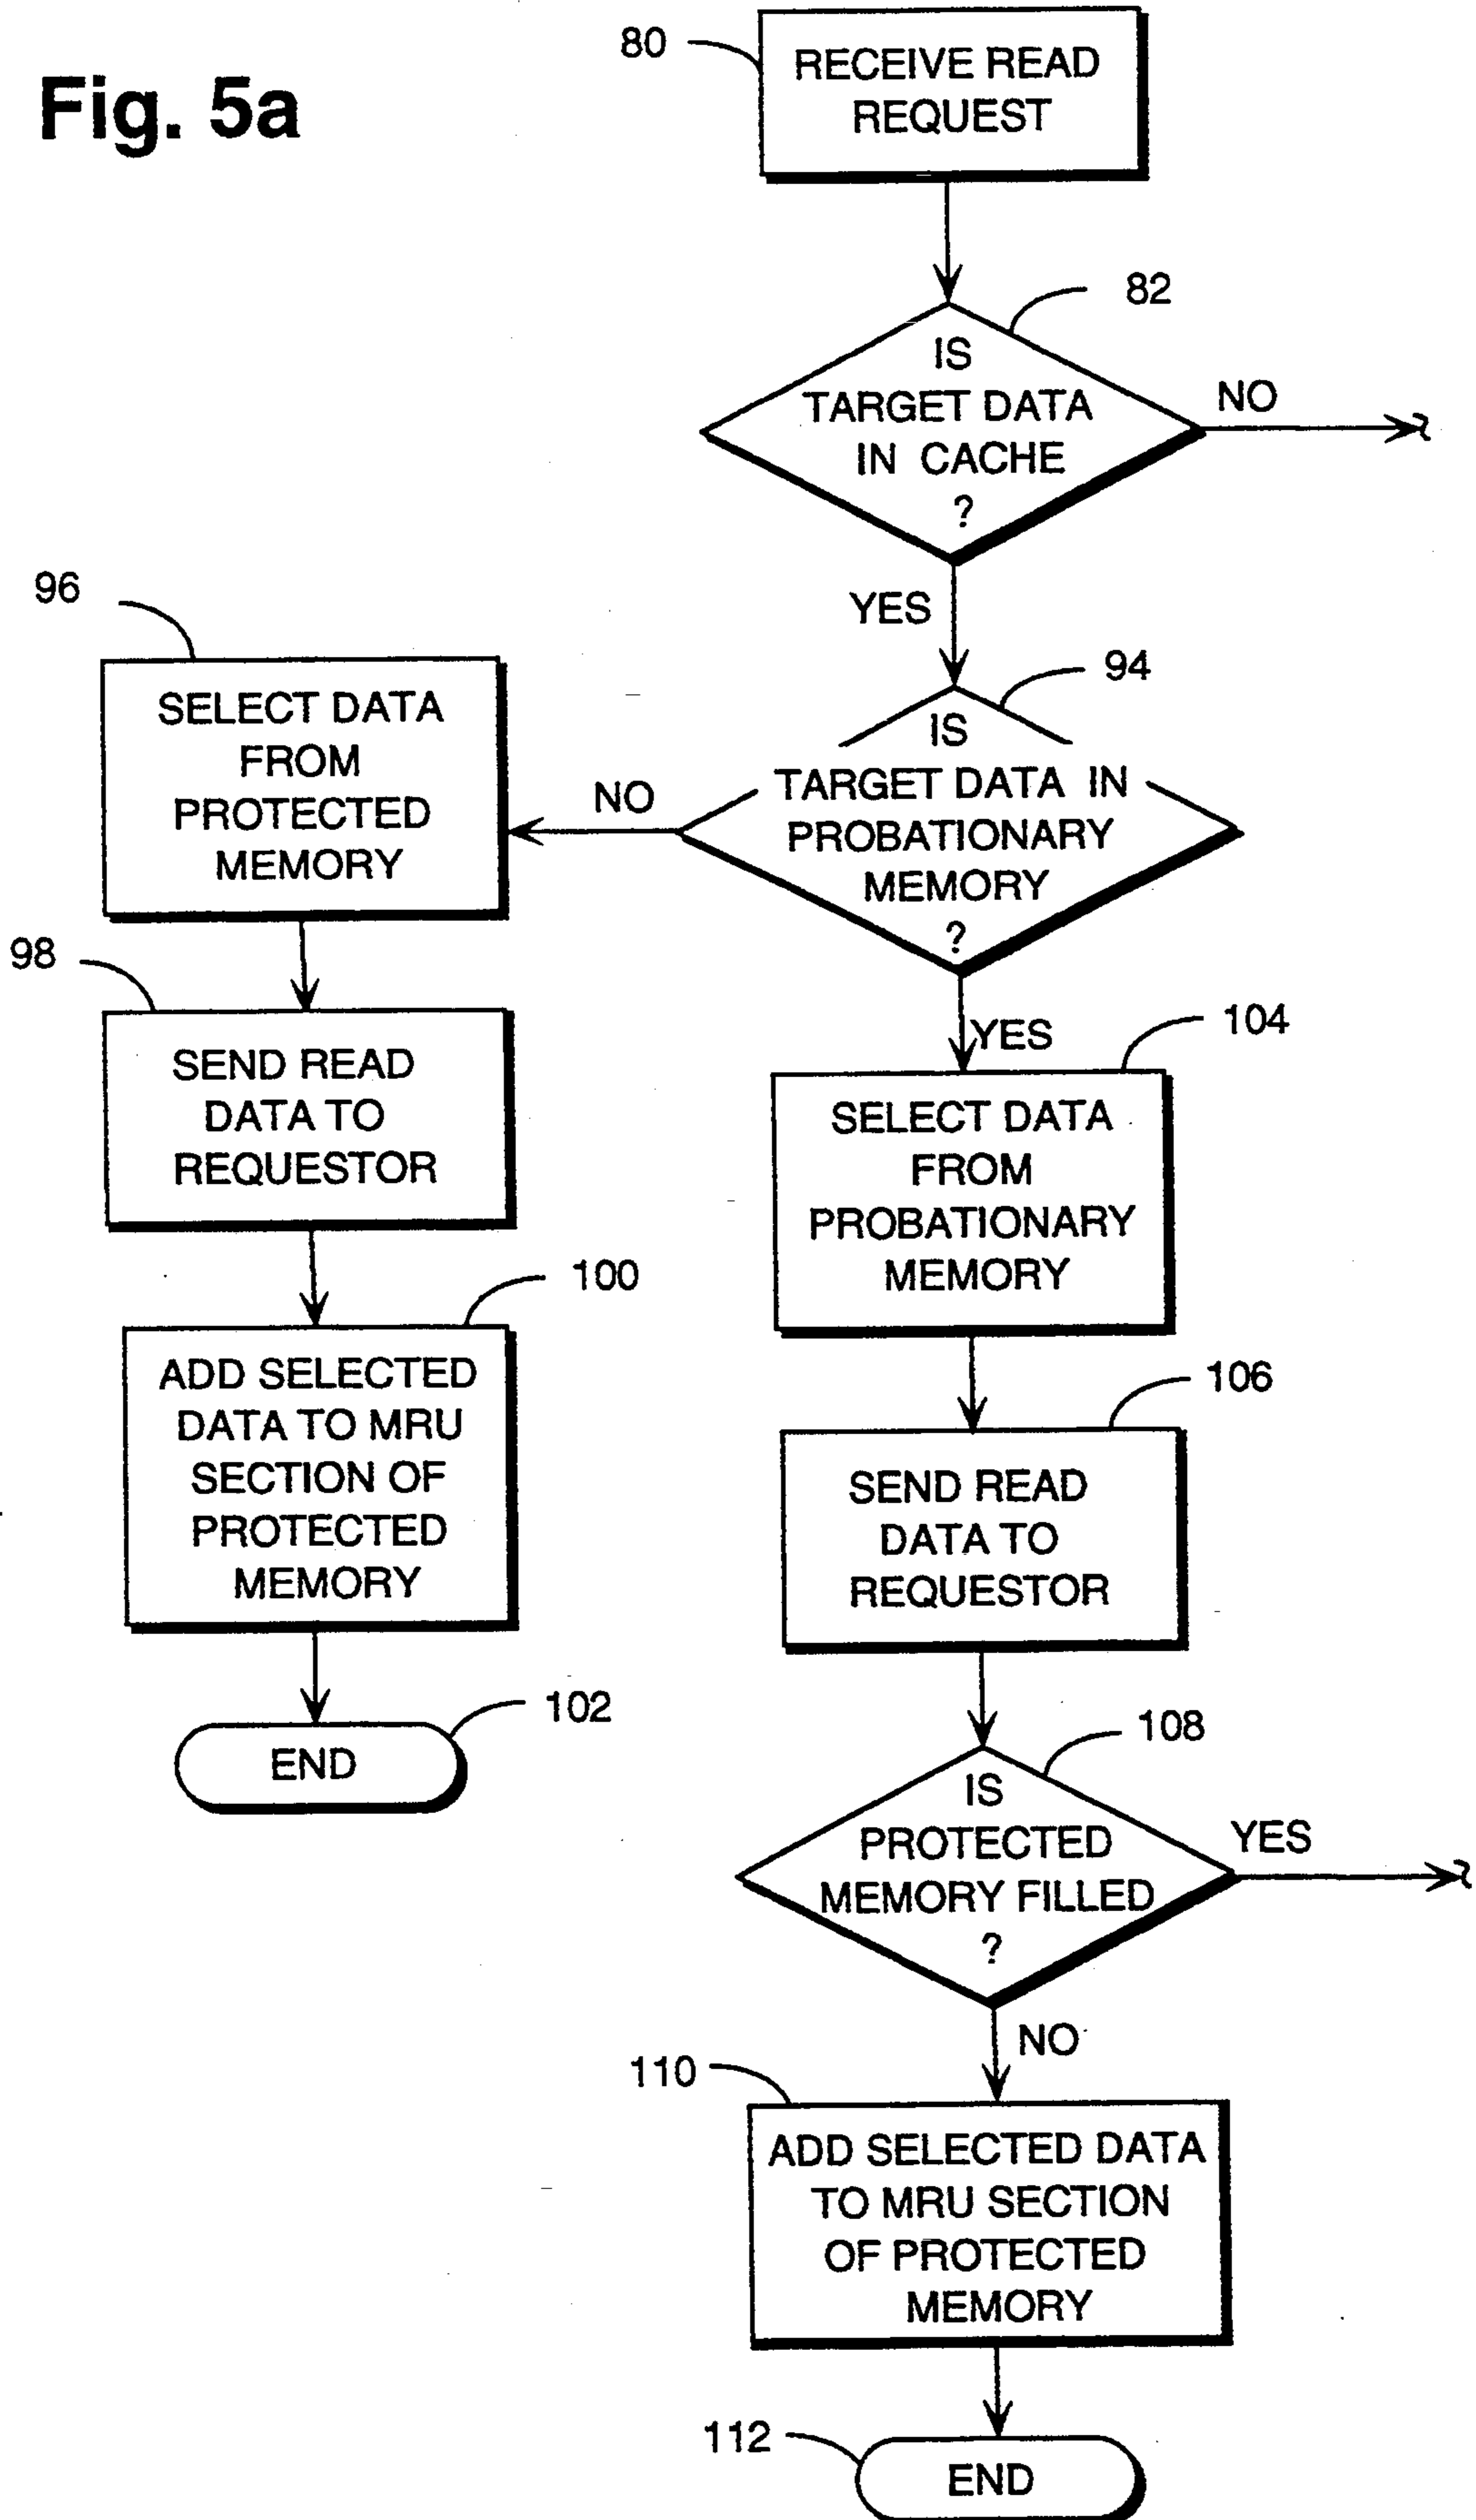 Fig. 5a
80
RECEIVE READ
REQUEST
82
IS
TARGET DATA
IN CACHE
?
NO
YES
94
IS
TARGET DATA IN
PROBATIONARY
MEMORY
?
NO
YES
96
SELECT DATA
FROM
PROTECTED
MEMORY
98
SEND READ
DATA TO
REQUESTOR
100
ADD SELECTED
DATA TO MRU
SECTION OF
PROTECTED
MEMORY
102
END
104
SELECT DATA
FROM
PROBATIONARY
MEMORY
106
SEND READ
DATA TO
REQUESTOR
108
IS
PROTECTED
MEMORY FILLED
?
YES
NO
110
ADD SELECTED DATA
TO MRU SECTION
OF PROTECTED
MEMORY
112
END